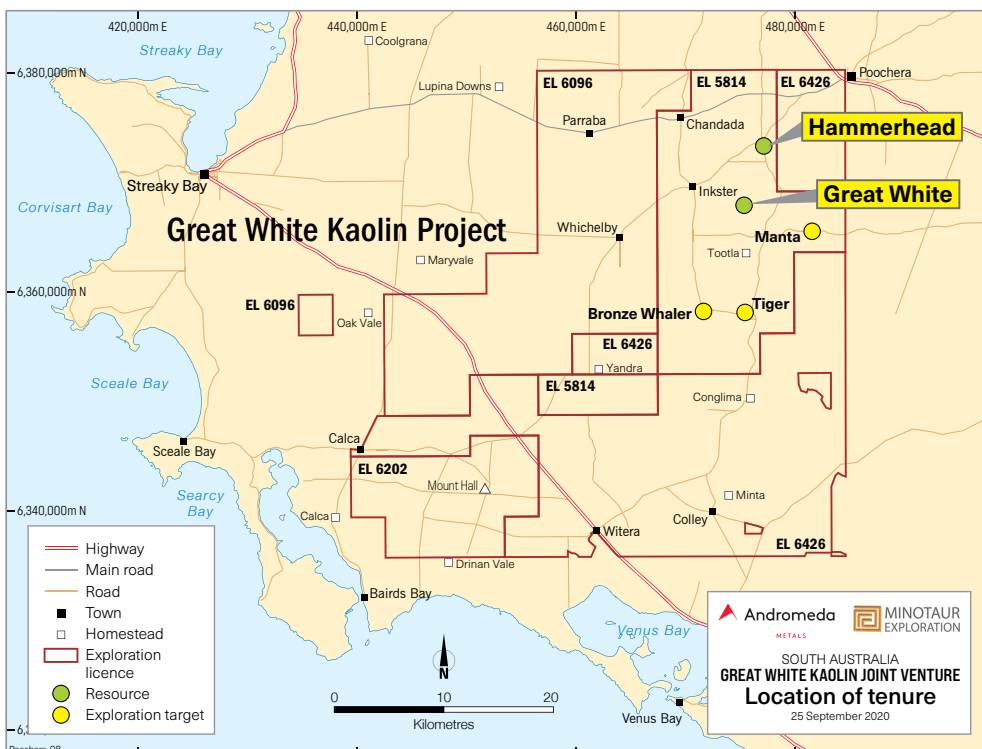 420,000m E
440,000m E
460,000m E
480,000m E
Streaky Bay
Coolgrana
6,380,000m N
Poochera
EL 6096
EL 5814
EL 6426
Lupina Downs
Parraba
Chandada
Hammerhead
Streaky Bay
Inkster
Great White
Corvisart Bay
Great White Kaolin Project
Whichelby
Manta
Maryvale
Tootla
6,360,000m N
EL 6096
Oak Vale
Bronze Whaler
Tiger
EL 6426
Yandra
Sceale Bay
EL 5814
Conglima
Calca
Sceale Bay
EL 6202
Mount Hall
Searcy
Bay
Minta
6,340,000m N
Calca
Colley
Witera
EL 6426
Drinan Vale
Bairds Bay
Highway
Main road
Road
Town
Homestead
Exploration
licence
Resource
Exploration target
N
0
10
20
Kilometres
Venus Bay
Venus Bay
Andromeda
METALS
MINOTAUR
EXPLORATION
SOUTH AUSTRALIA
GREAT WHITE KAOLIN JOINT VENTURE
Location of tenure
25 September 2020